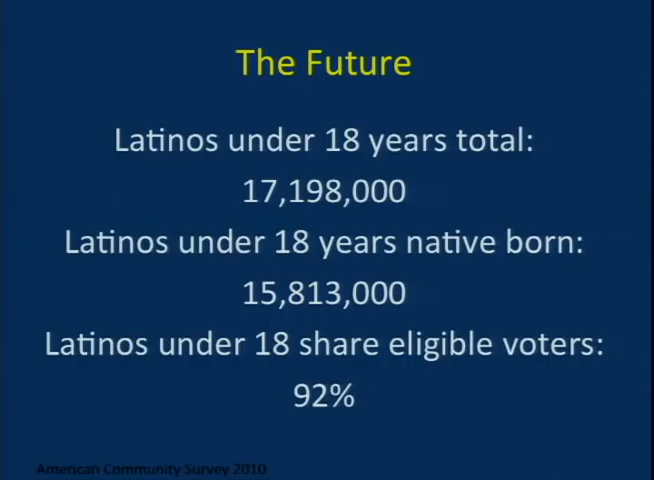 The Future
Latinos under 18 years total:
17,198,000
Latinos under 18 years native born:
15,813,000
Latinos under 18 share eligible voters:
92%
American Community Survey 2010